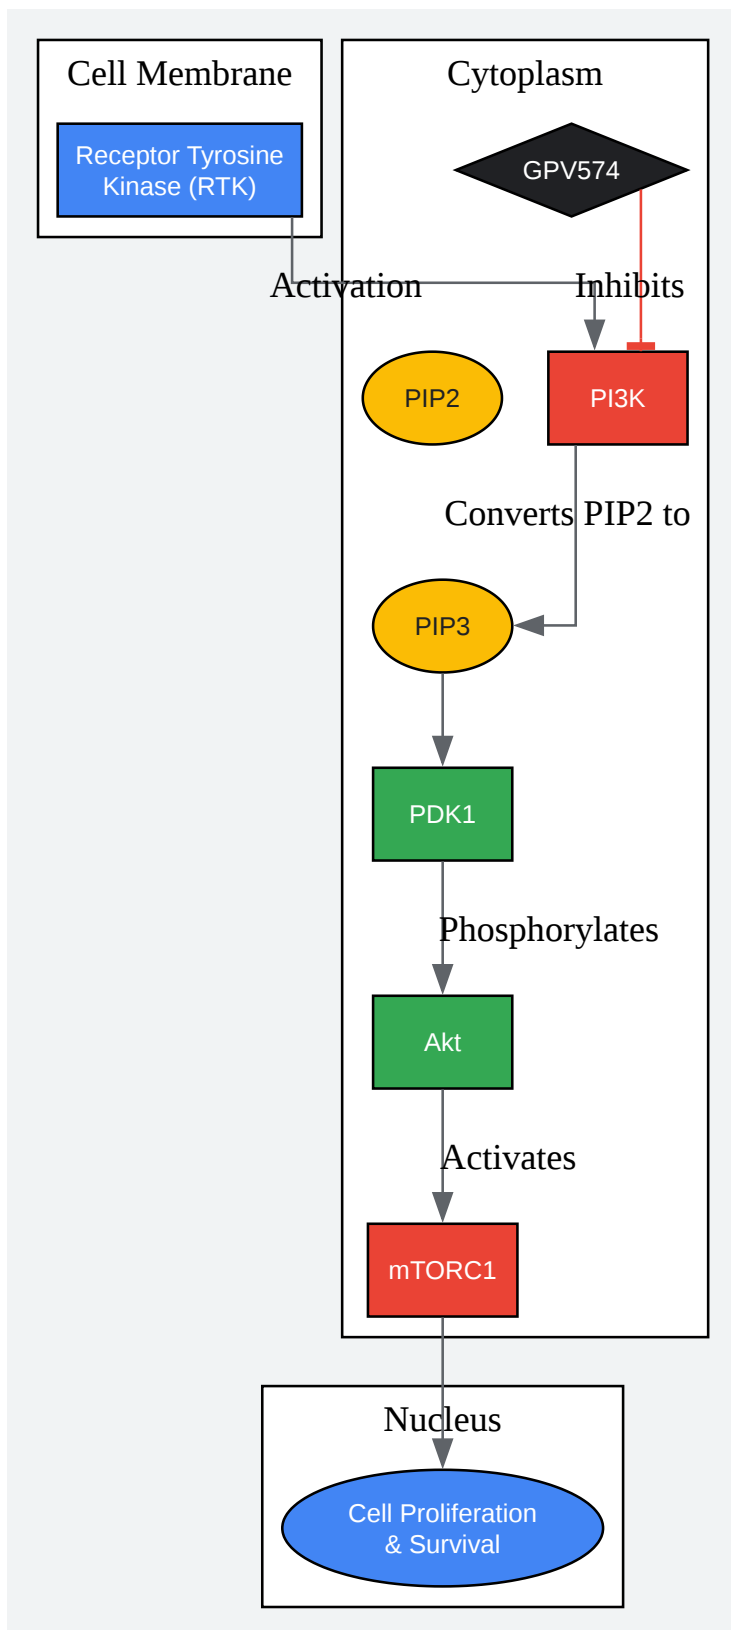 Cell Membrane
Cytoplasm
Receptor Tyrosine
Kinase (RTK)
GPV574
Activation
Inhibits
PIP2
PI3K
Converts PIP2 to
PIP3
PDK1
Phosphorylates
Akt
Activates
mTORC1
Nucleus
Cell Proliferation
& Survival